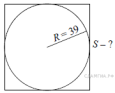 R = 39
S – ?